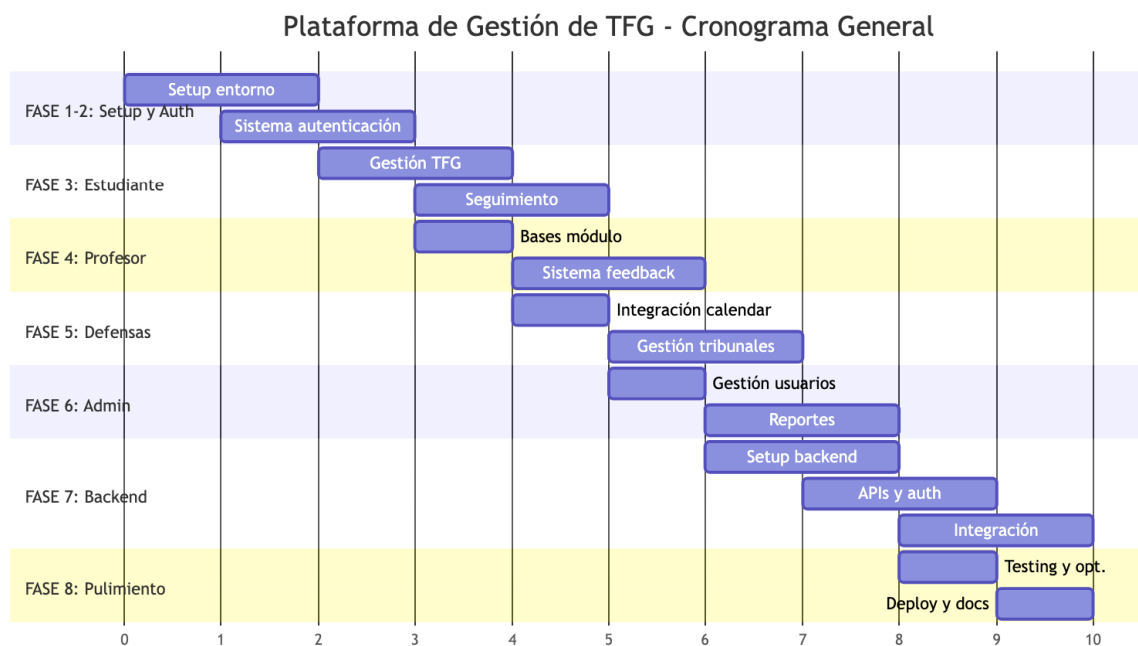 Plataforma de Gestión de TFG - Cronograma General
FASE 1-2: Setup y Auth
Setup entorno
Sistema autenticación
FASE 3: Estudiante
Gestión TFG
Seguimiento
FASE 4: Profesor
Bases módulo
Sistema feedback
FASE 5: Defensas
Integración calendar
Gestión tribunales
FASE 6: Admin
Gestión usuarios
Reportes
FASE 7: Backend
Setup backend
APIs y auth
Integración
FASE 8: Pulimiento
Testing y opt.
Deploy y docs
0 1 2 3 4 5 6 7 8 9 10